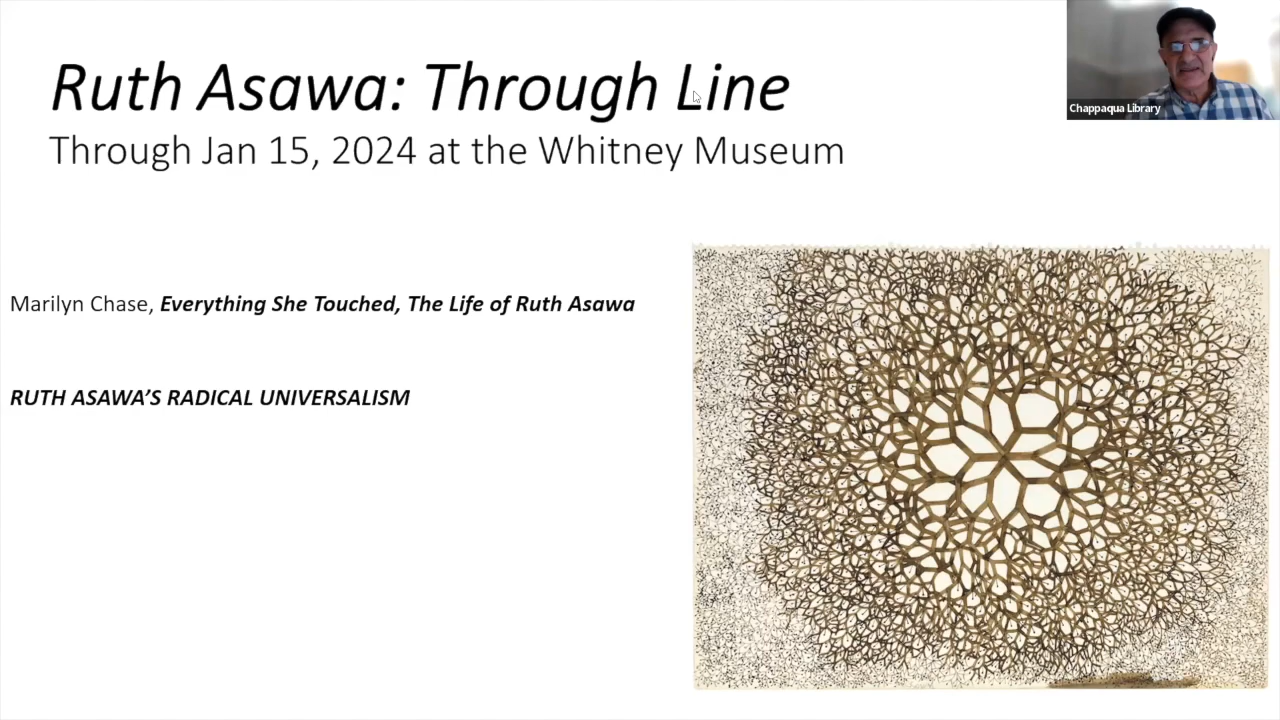 Ruth Asawa: Through Line
Through Jan 15, 2024 at the Whitney Museum
Chappaqua Library
Marilyn Chase, Everything She Touched, The Life of Ruth Asawa
RUTH ASAWA’S RADICAL UNIVERSALISM